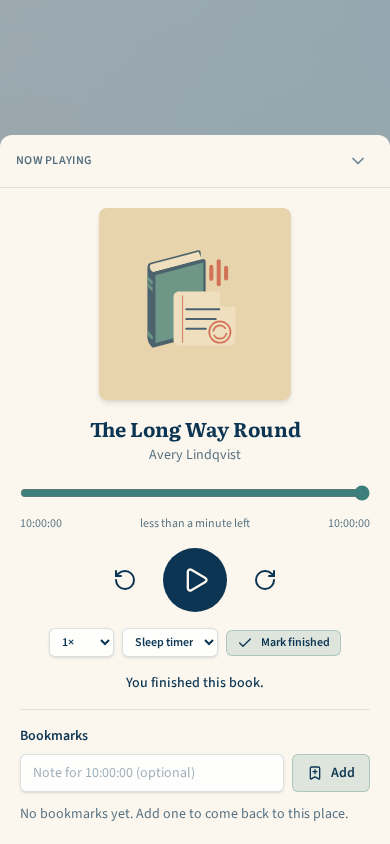 NOW PLAYING
The Long Way Round
Avery Lindqvist
10:00:00 less than a minute left 10:00:00
1× Sleep timer Mark finished
You finished this book.
Bookmarks
Note for 10:00:00 (optional) Add
No bookmarks yet. Add one to come back to this place.